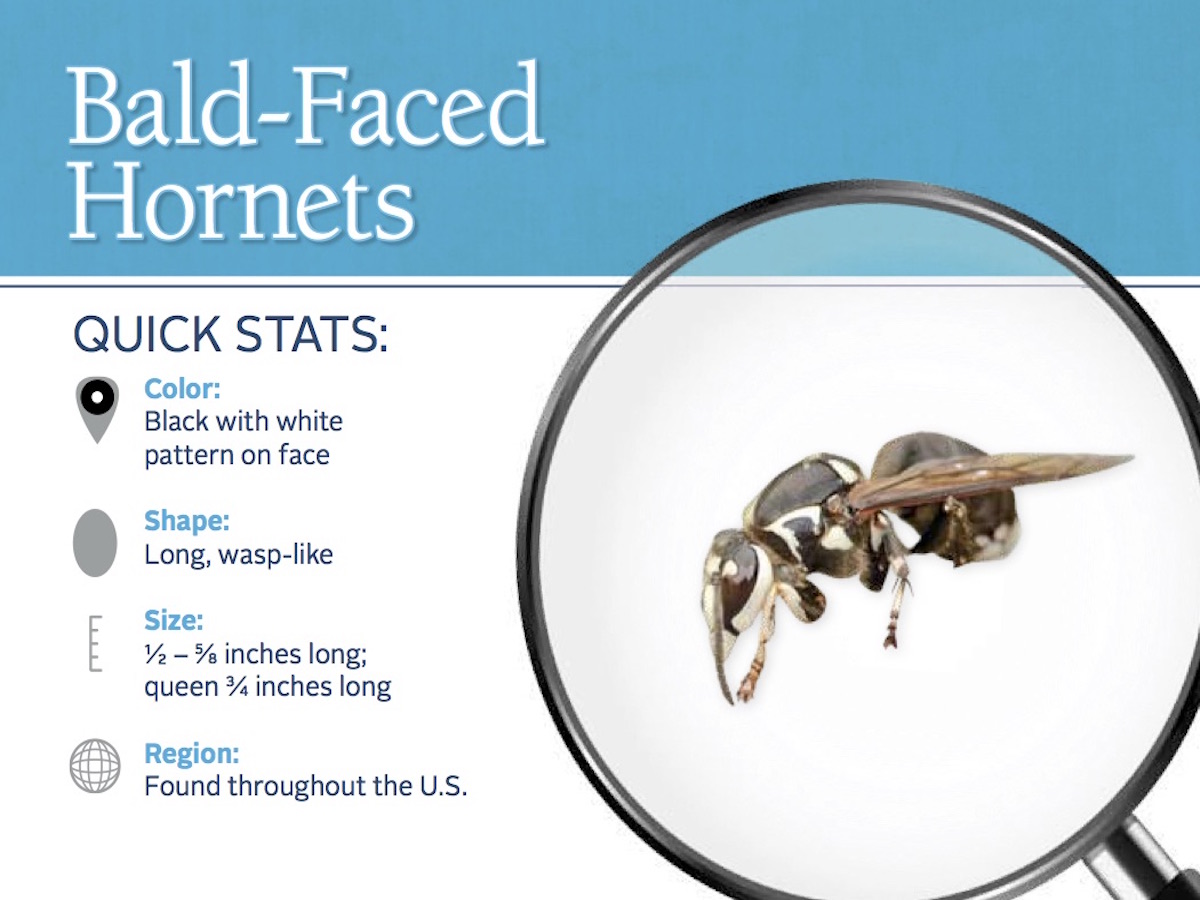 Bald-Faced
Hornets
QUICK STATS:
Color:
Black with white
pattern on face
Shape:
Long, wasp-like
Size:
½ – ⅝ inches long;
queen ¾ inches long
Region:
Found throughout the U.S.